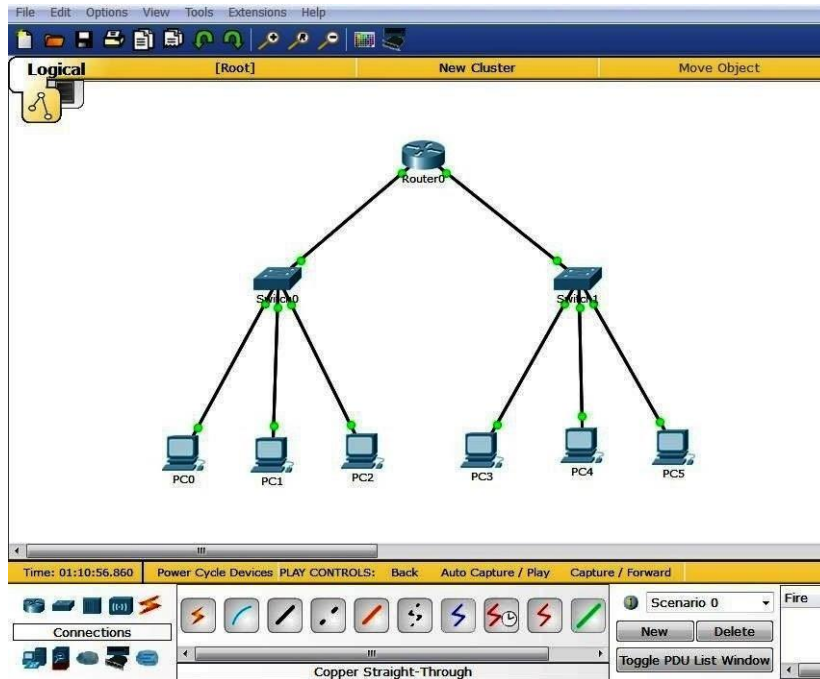 File Edit Options View Tools Extensions Help
Logical [Root] New Cluster Move Object
Router0
Switch0 Switch1
PC0 PC1 PC2 PC3 PC4 PC5
Time: 01:10:56.860 Power Cycle Devices PLAY CONTROLS: Back Auto Capture / Play Capture / Forward
Scenario 0 Fire
Connections New Delete
Toggle PDU List Window
Copper Straight-Through